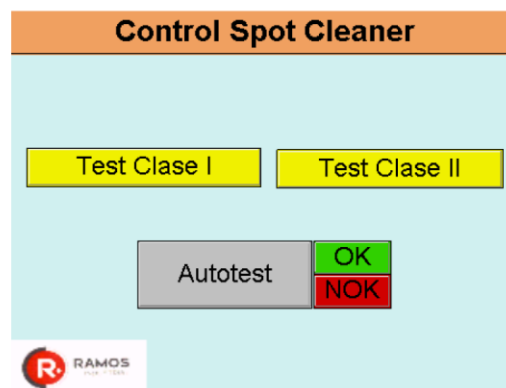 Control Spot Cleaner
Test Clase I
Test Clase II
Autotest
OK
NOK
R.
RAMOS